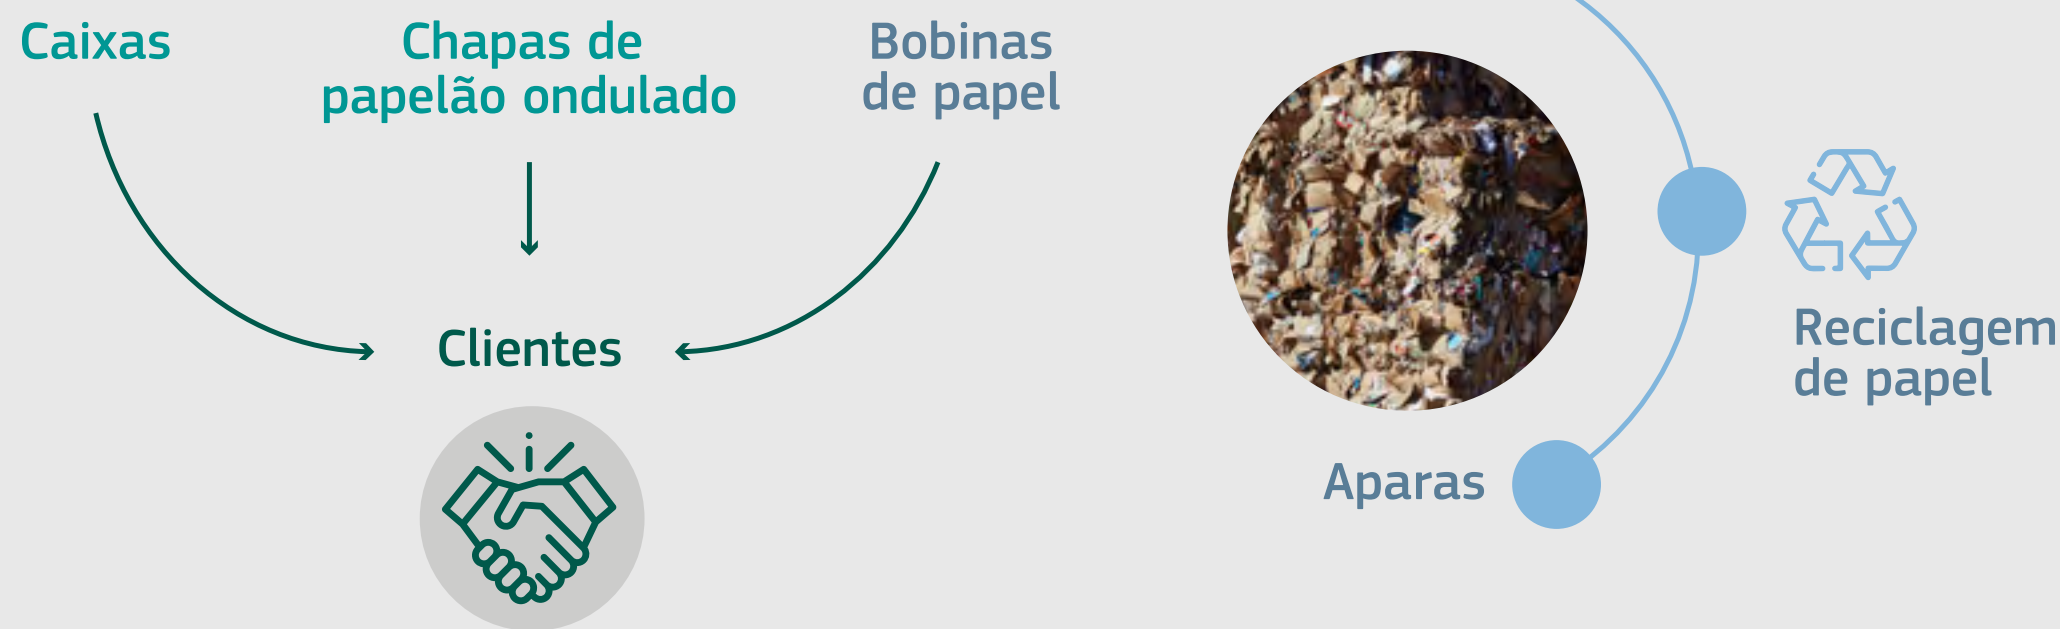 Caixas
Chapas de
papelão ondulado
Bobinas
de papel
Clientes
Reciclagem
de papel
Aparas